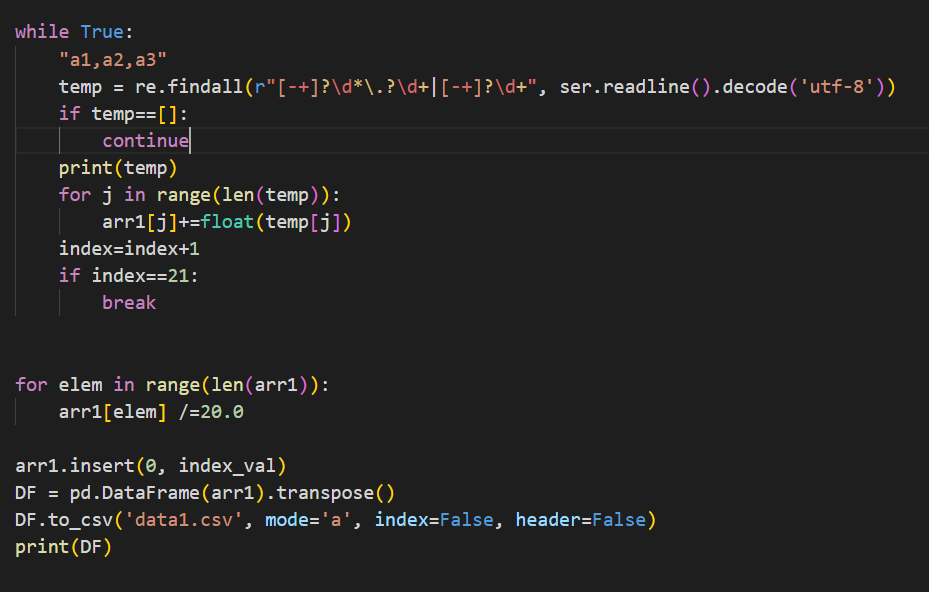 while True:
    "a1,a2,a3"
    temp = re.findall(r"[-+]?\d*\.?\d+|[-+]?\d+", ser.readline().decode('utf-8'))
    if temp==[]:
        continue
    print(temp)
    for j in range(len(temp)):
        arr1[j]+=float(temp[j])
    index=index+1
    if index==21:
        break
for elem in range(len(arr1)):
    arr1[elem] /=20.0
arr1.insert(0, index_val)
DF = pd.DataFrame(arr1).transpose()
DF.to_csv('data1.csv', mode='a', index=False, header=False)
print(DF)